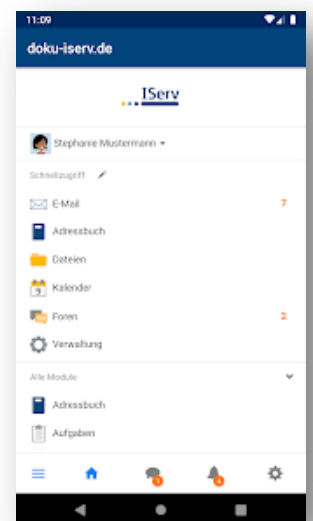 11:09
doku-iserv.de
IServ
Stephanie Mustermann
Schnellzugriff
E-Mail 7
Adressbuch
Dateien
9 Kalender
Foren 2
Verwaltung
Alle Module
Adressbuch
Aufgaben